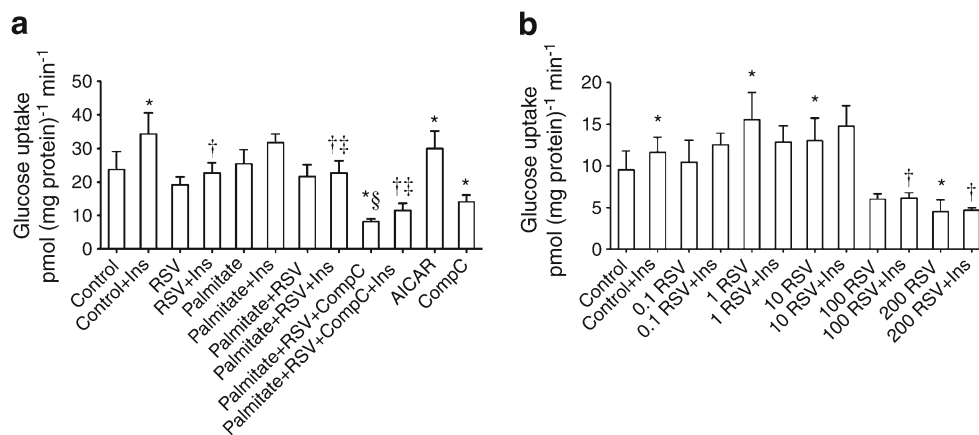 a
Glucose uptake
pmol (mg protein)⁻¹ min⁻¹
50
40
30
20
10
0
*
†
†‡
*§
†‡
*
*
Control
Control+Ins
RSV
RSV+Ins
Palmitate
Palmitate+Ins
Palmitate+RSV
Palmitate+RSV+Ins
Palmitate+RSV+CompC
Palmitate+RSV+CompC+Ins
AICAR
CompC
b
Glucose uptake
pmol (mg protein)⁻¹ min⁻¹
20
15
10
5
0
*
*
*
†
*
†
Control
Control+Ins
0.1 RSV
0.1 RSV+Ins
1 RSV
1 RSV+Ins
10 RSV
10 RSV+Ins
100 RSV
100 RSV+Ins
200 RSV
200 RSV+Ins